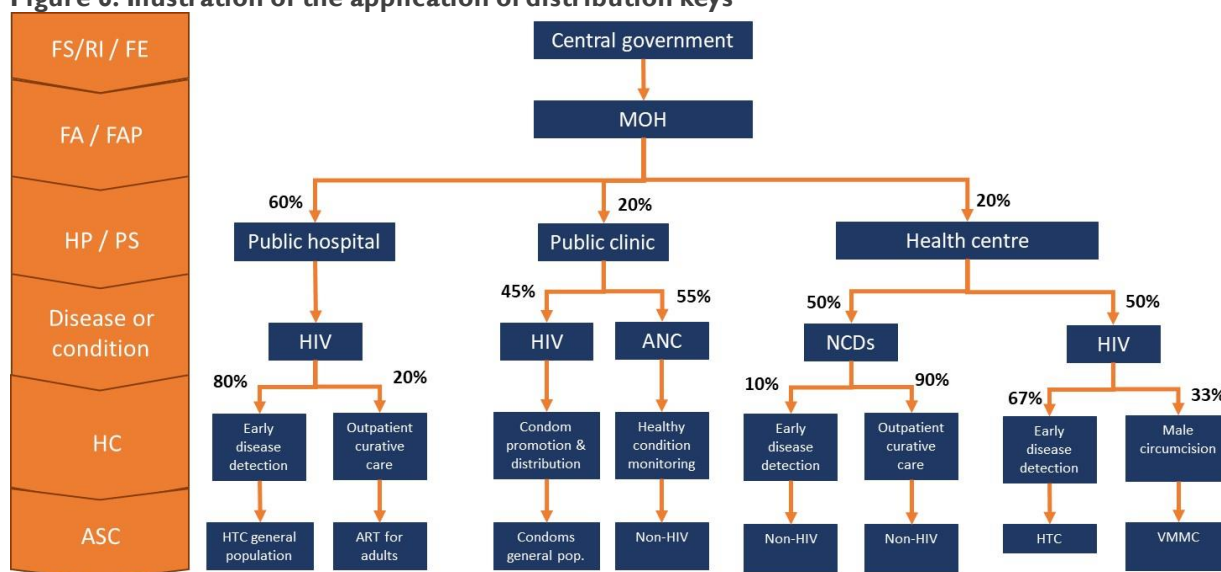 Figure 6: Illustration of the application of distribution keys
FS/RI / FE
Central government
FA / FAP
MOH
60%
20%
20%
HP / PS
Public hospital
Public clinic
Health centre
45%
55%
50%
50%
Disease or
condition
HIV
HIV
ANC
NCDs
HIV
80%
20%
10%
90%
67%
33%
HC
Early
disease
detection
Outpatient
curative
care
Condom
promotion &
distribution
Healthy
condition
monitoring
Early
disease
detection
Outpatient
curative
care
Early
disease
detection
Male
circumcision
ASC
HTC general
population
ART for
adults
Condoms
general pop.
Non-HIV
Non-HIV
Non-HIV
HTC
VMMC